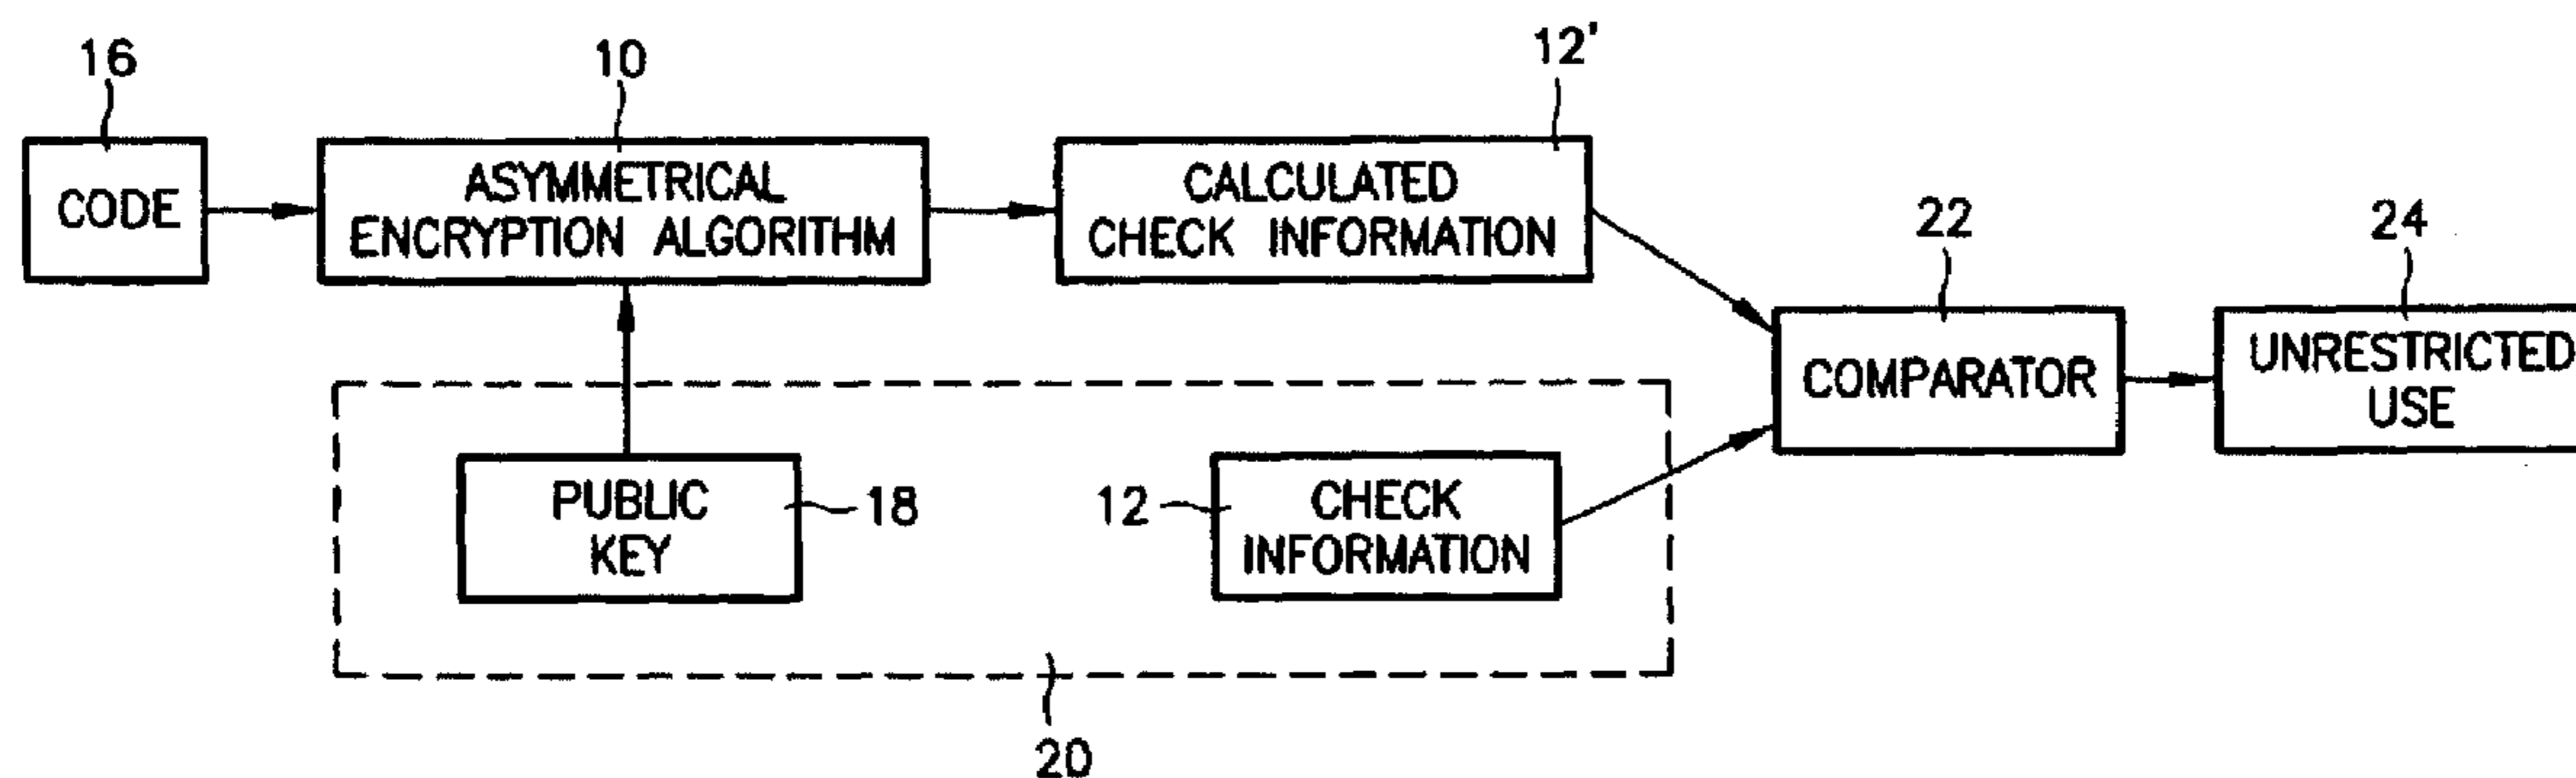 16
10
12'
CODE
ASYMMETRICAL
ENCRYPTION ALGORITHM
CALCULATED
CHECK INFORMATION
22
24
COMPARATOR
UNRESTRICTED
USE
PUBLIC
KEY
18
12
CHECK
INFORMATION
20